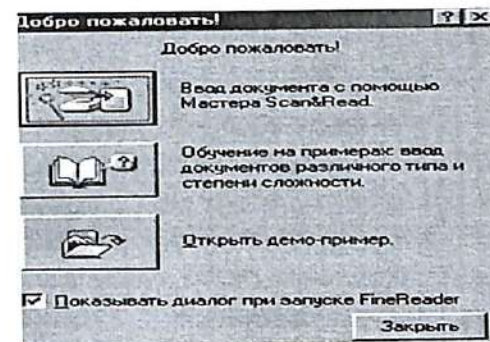 Добро пожаловать!
Добро пожаловать!
Ввод документа с помощью
Мастера Scan&Read.
Обучение на примерах: ввод
документов различного типа и
степени сложности.
Открыть демо-пример.
Показывать диалог при запуске FineReader
Закрыть